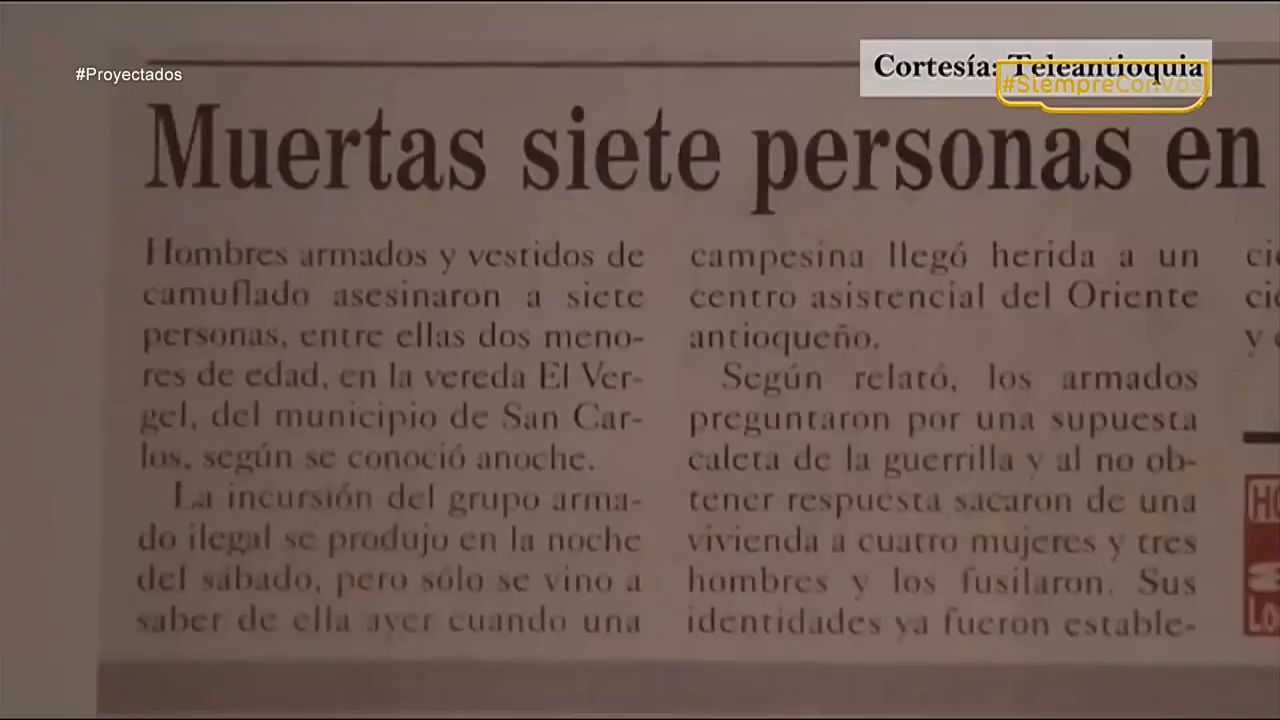 #Proyectados
Cortesía: Teleantioquia
#SiempreConVos
Muertas siete personas en
Hombres armados y vestidos de
camuflado asesinaron a siete
personas, entre ellas dos meno-
res de edad, en la vereda El Ver-
gel, del municipio de San Car-
los, según se conoció anoche.
La incursión del grupo arma-
do ilegal se produjo en la noche
del sábado, pero sólo se vino a
saber de ella ayer cuando una
campesina llegó herida a un
centro asistencial del Oriente
antioqueño.
Según relató, los armados
preguntaron por una supuesta
caleta de la guerrilla y al no ob-
tener respuesta sacaron de una
vivienda a cuatro mujeres y tres
hombres y los fusilaron. Sus
identidades ya fueron estable-
y